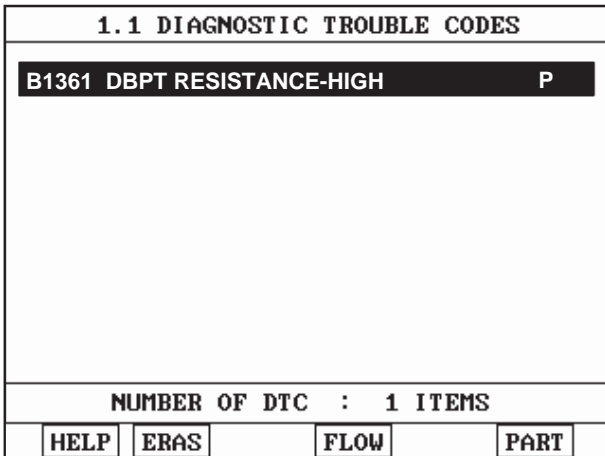 1.1 DIAGNOSTIC TROUBLE CODES
B1361 DBPT RESISTANCE-HIGH P
NUMBER OF DTC : 1 ITEMS
HELP ERAS FLOW PART